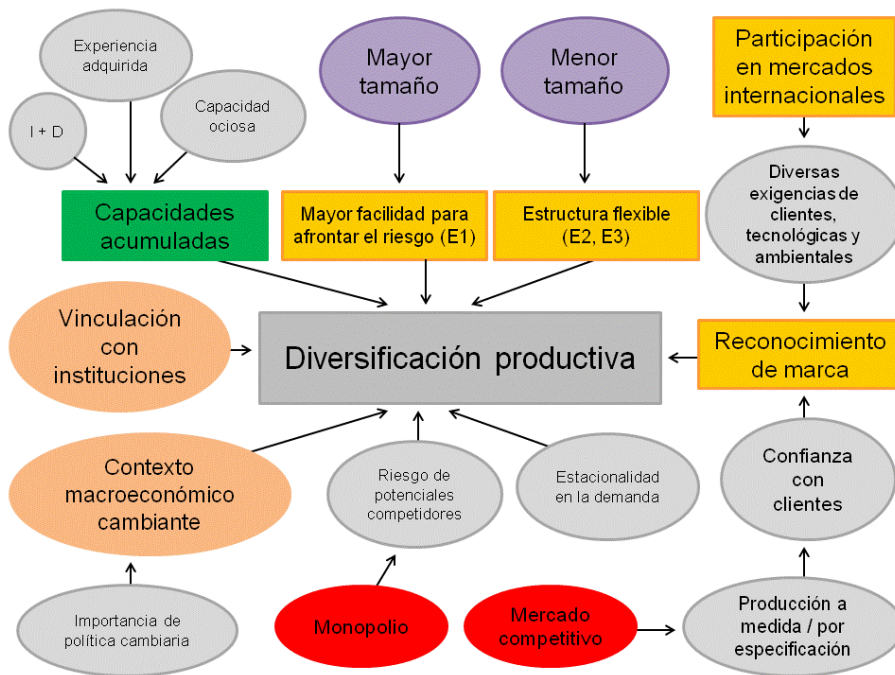 Experiencia
adquirida
I + D
Capacidad
ociosa
Mayor
tamaño
Menor
tamaño
Participación
en mercados
internacionales
Capacidades
acumuladas
Mayor facilidad para
afrontar el riesgo (E1)
Estructura flexible
(E2, E3)
Diversas
exigencias de
clientes,
tecnológicas y
ambientales
Vinculación
con
instituciones
Diversificación productiva
Reconocimiento
de marca
Contexto
macroeconómico
cambiante
Riesgo de
potenciales
competidores
Estacionalidad
en la demanda
Confianza
con
clientes
Importancia de
política cambiaria
Monopolio
Mercado
competitivo
Producción a
medida / por
especificación